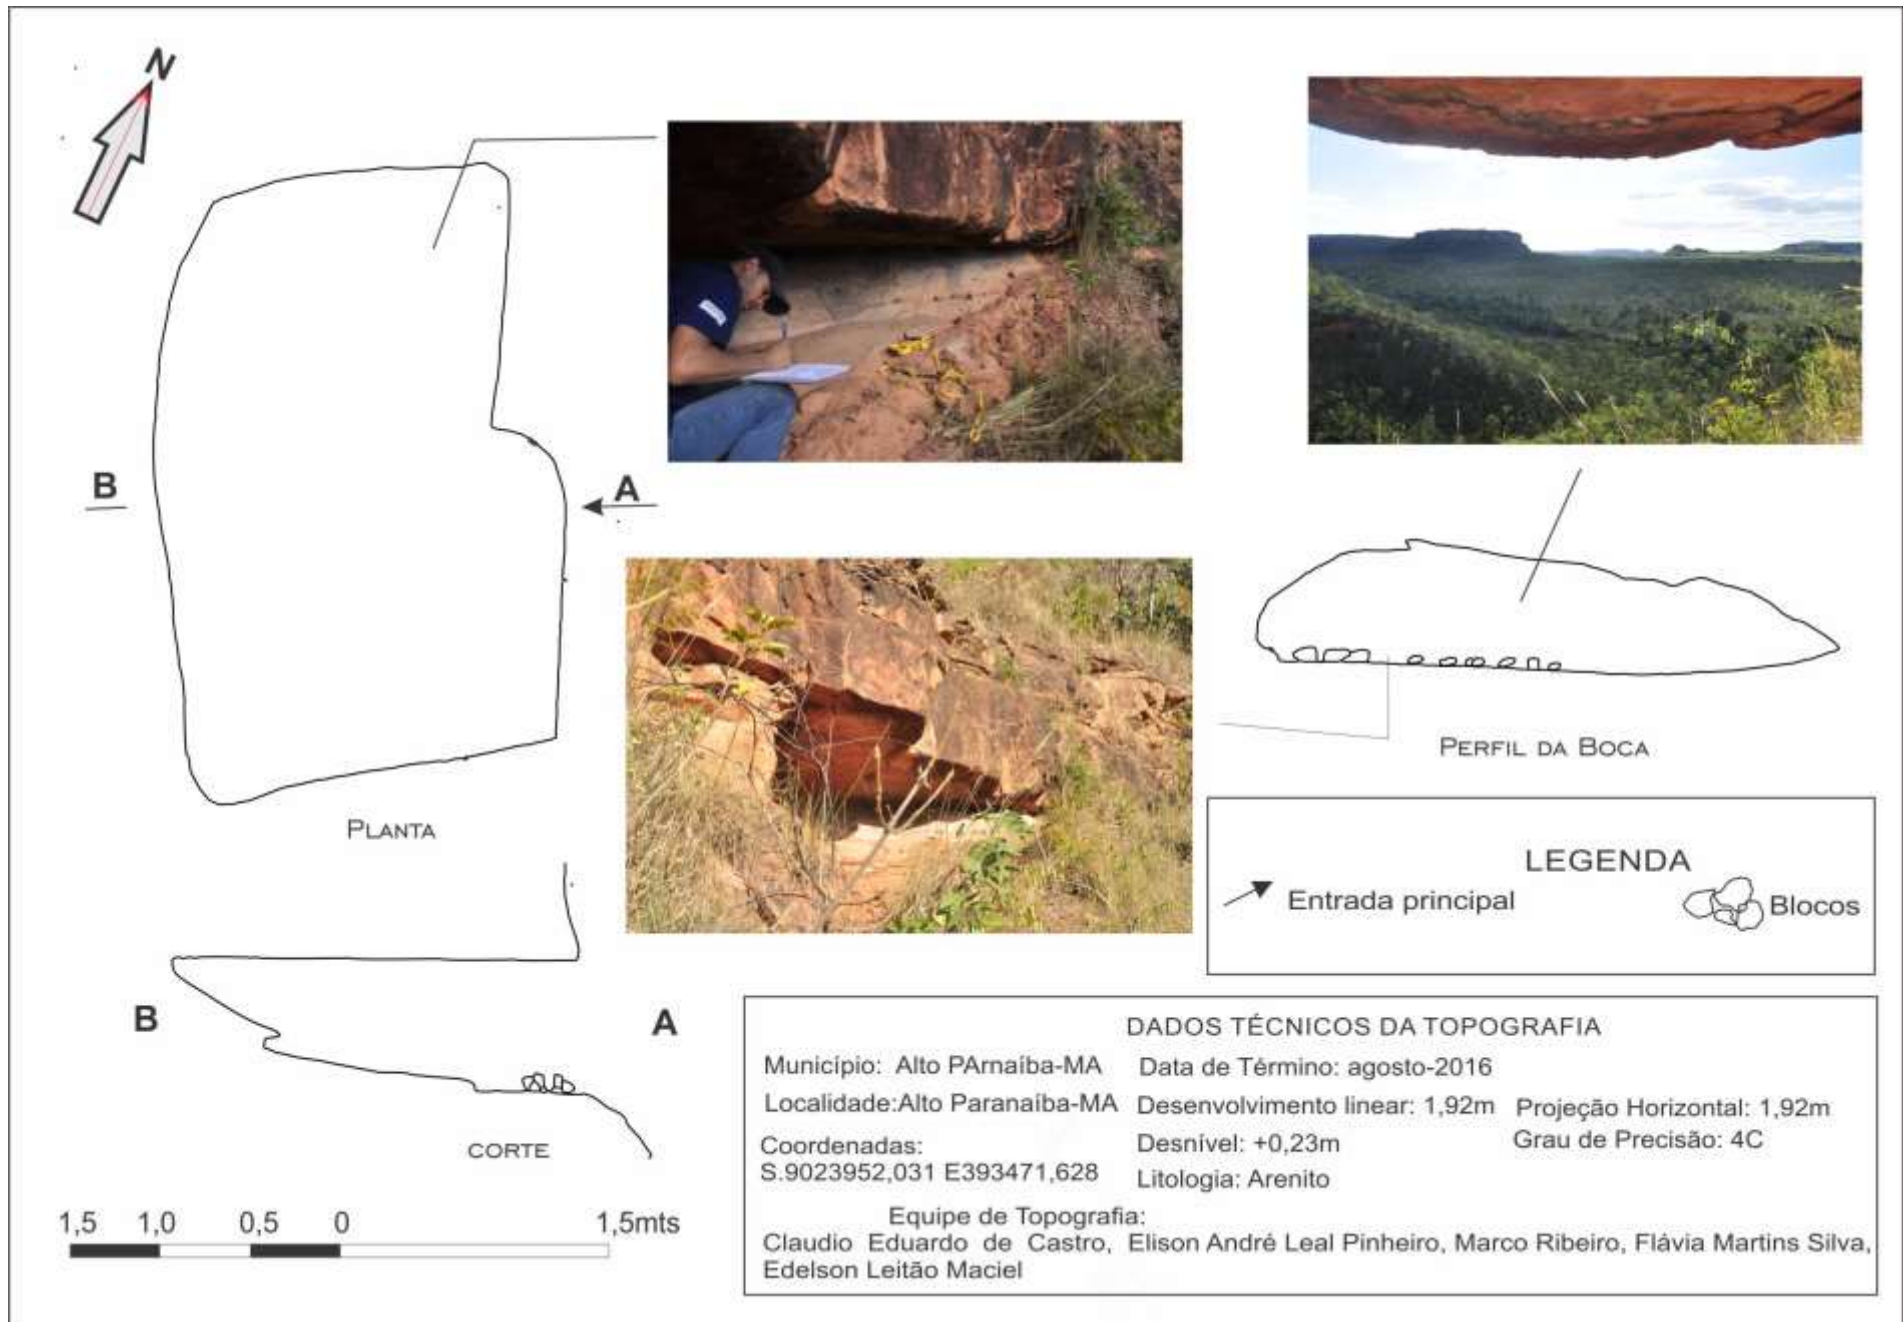 N
B
A
PLANTA
PERFIL DA BOCA
LEGENDA
Entrada principal
Blocos
B
A
CORTE
1,5 1,0 0,5 0 1,5mts
DADOS TÉCNICOS DA TOPOGRAFIA
Município: Alto PArnaíba-MA Data de Término: agosto-2016
Localidade:Alto Paranaíba-MA Desenvolvimento linear: 1,92m Projeção Horizontal: 1,92m
Coordenadas: Desnível: +0,23m Grau de Precisão: 4C
S.9023952,031 E393471,628 Litologia: Arenito
Equipe de Topografia:
Claudio Eduardo de Castro, Elison André Leal Pinheiro, Marco Ribeiro, Flávia Martins Silva,
Edelson Leitão Maciel